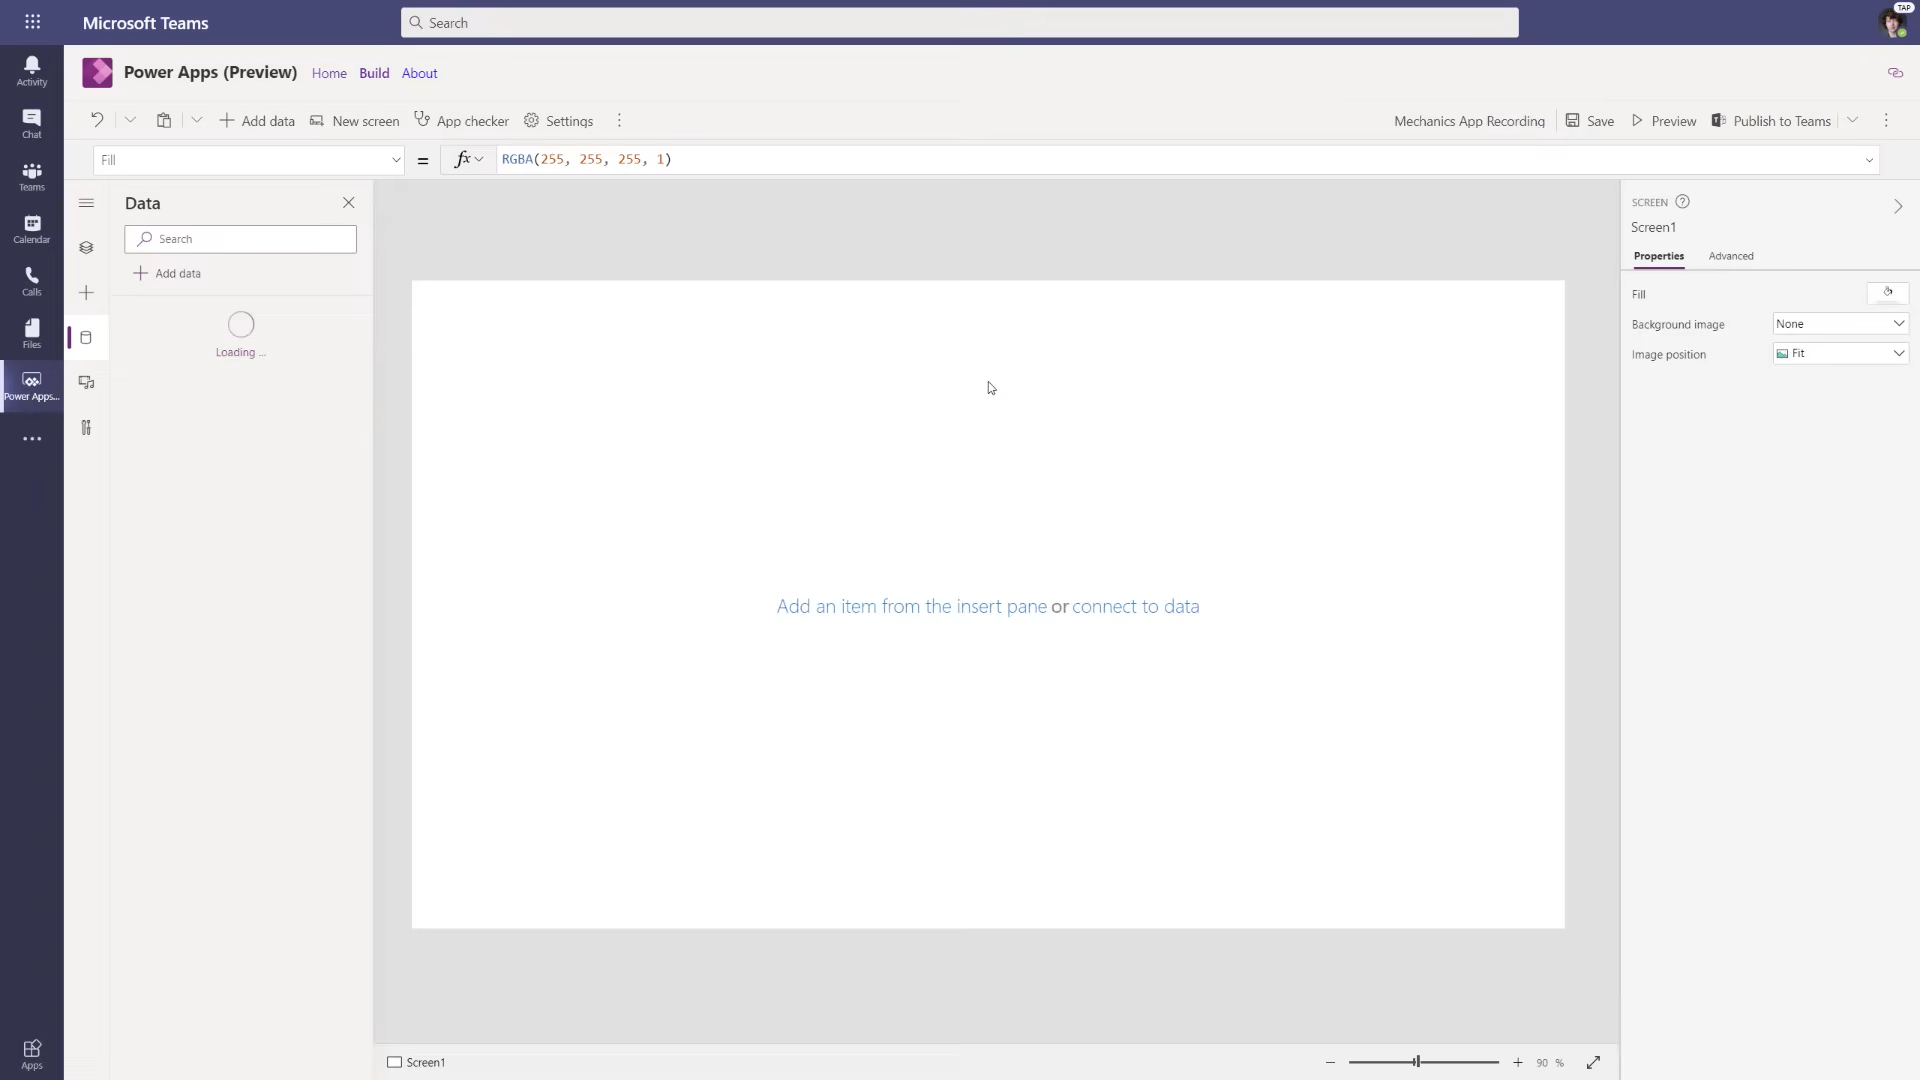 Microsoft Teams
Search
TAP
Activity
Chat
Teams
Calendar
Calls
Files
Power Apps...
Apps
Power Apps (Preview) Home Build About
Add data New screen App checker Settings
Mechanics App Recording Save Preview Publish to Teams
Fill = fx RGBA(255, 255, 255, 1)
Data
Search
Add data
Loading ...
Add an item from the insert pane or connect to data
SCREEN ?
Screen1
Properties Advanced
Fill
Background image None
Image position Fit
Screen1
90 %